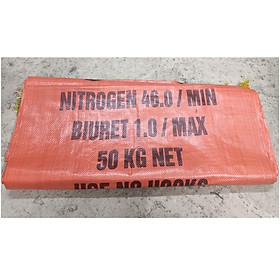 NITROGEN 46.0 / MIN
BIURET 1.0 / MAX
50 KG NET
USE NO HOOKS